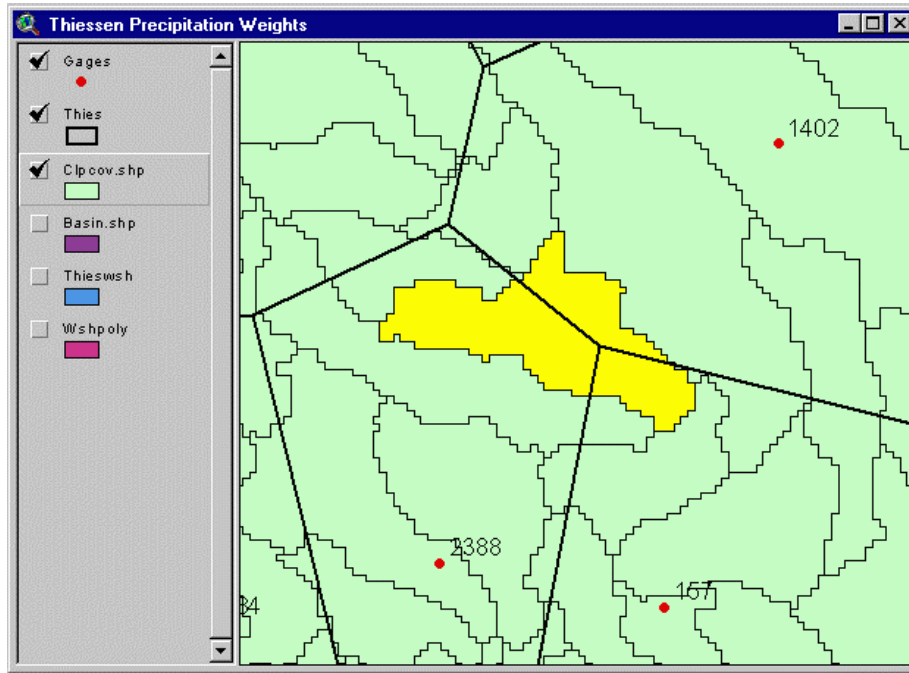 Thiessen Precipitation Weights
Gages
Thies
Clpcov.shp
Basin.shp
Thieswsh
Wshpoly
1402
2388
157